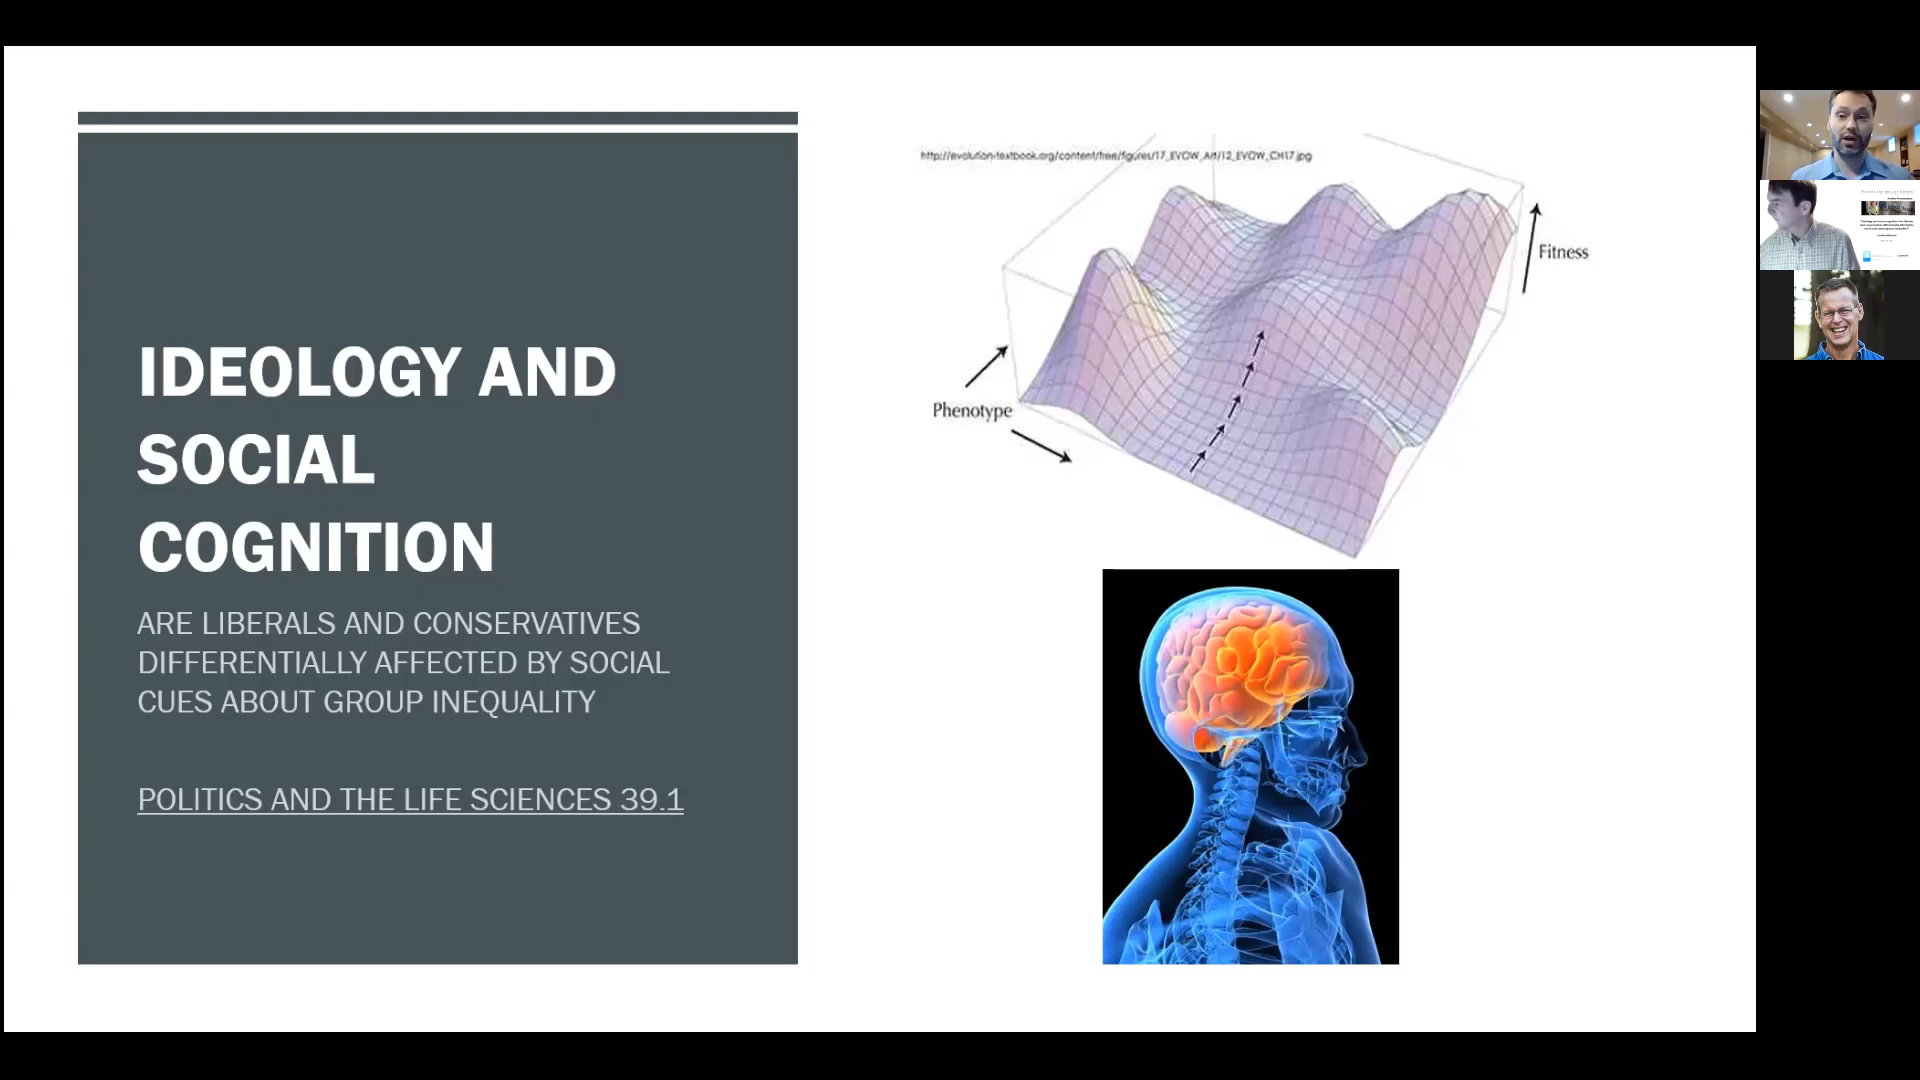 IDEOLOGY AND
SOCIAL
COGNITION
ARE LIBERALS AND CONSERVATIVES
DIFFERENTIALLY AFFECTED BY SOCIAL
CUES ABOUT GROUP INEQUALITY
POLITICS AND THE LIFE SCIENCES 39.1
http://evolution-textbook.org/content/free/figures/17_EVOW_Art/12_EVOW_CH17.jpg
Fitness
Phenotype